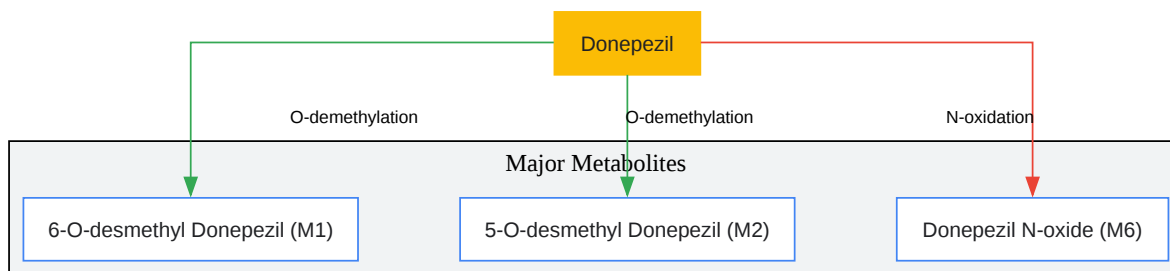 Donepezil
O-demethylation
O-demethylation
N-oxidation
Major Metabolites
6-O-desmethyl Donepezil (M1)
5-O-desmethyl Donepezil (M2)
Donepezil N-oxide (M6)